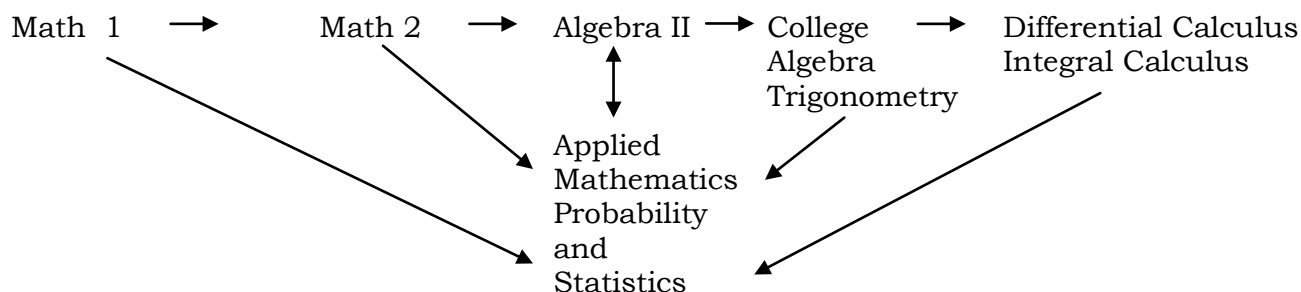 Math 1
Math 2
Algebra II
College
Algebra
Trigonometry
Differential Calculus
Integral Calculus
Applied
Mathematics
Probability
and
Statistics